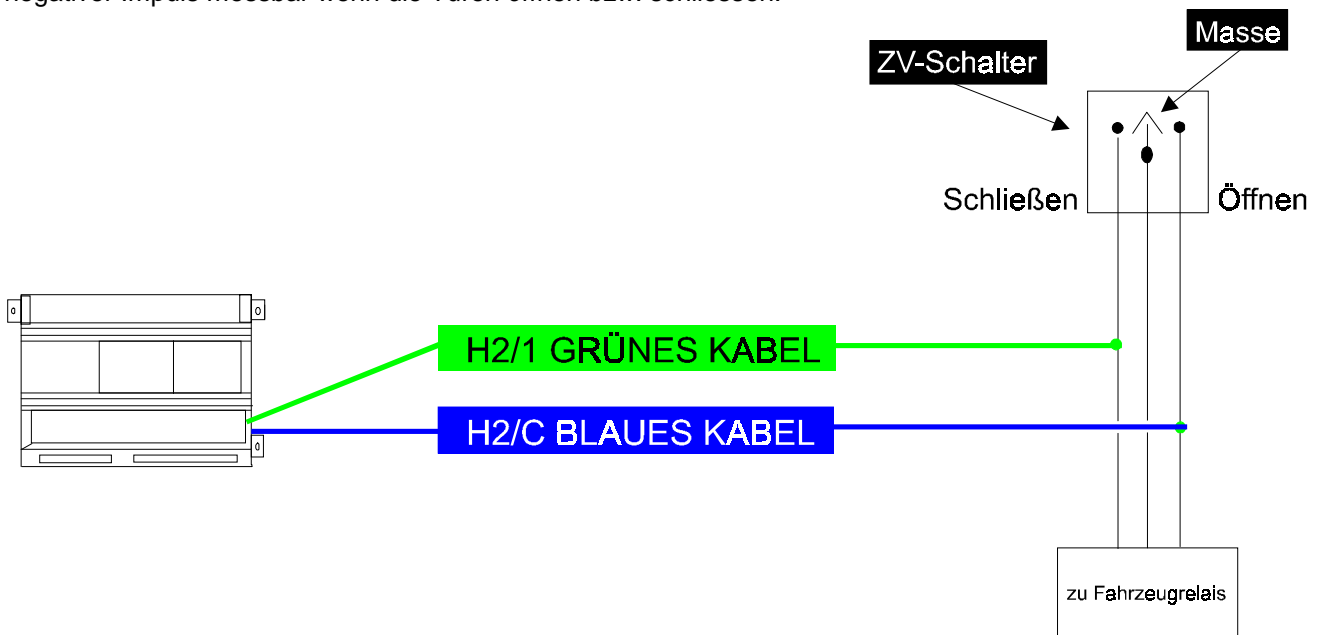 Masse
ZV-Schalter
Schließen
Öffnen
H2/1 GRÜNES KABEL
H2/C BLAUES KABEL
zu Fahrzeugrelais